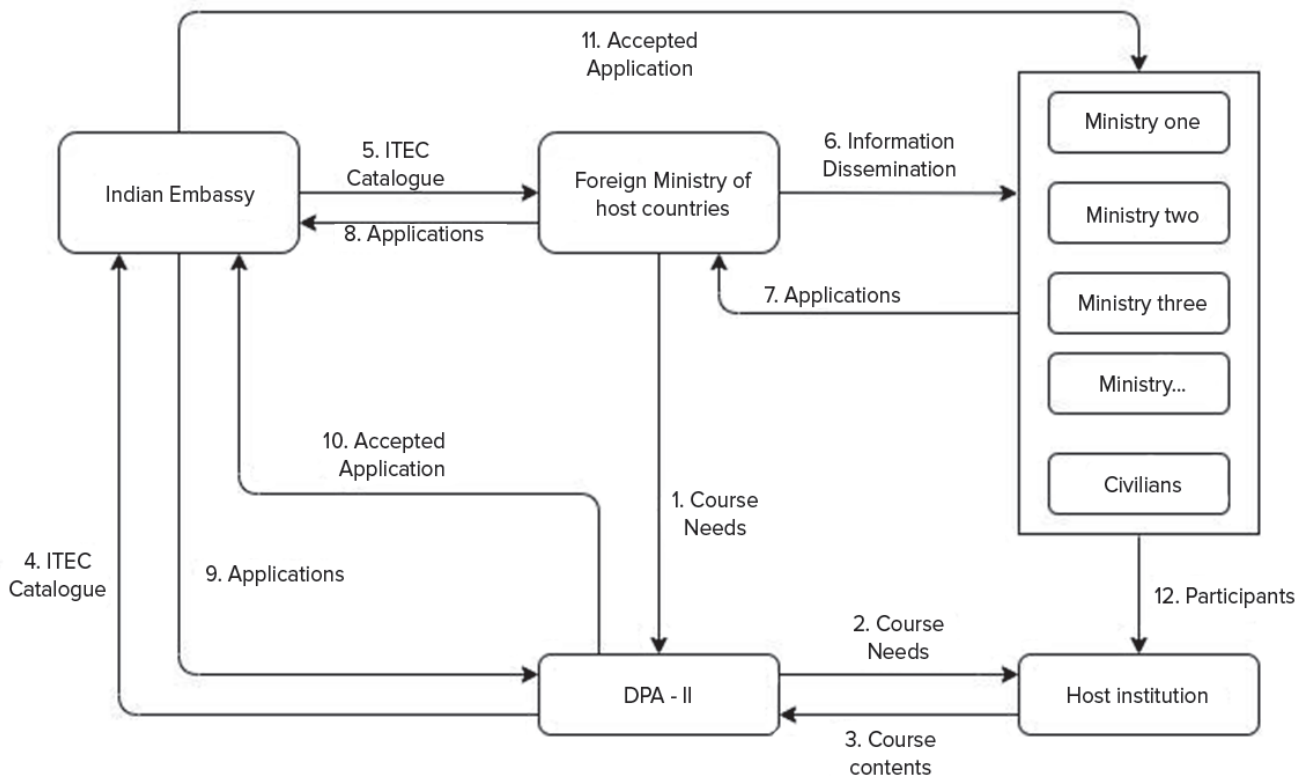 11. Accepted
Application
Ministry one
5. ITEC
Catalogue
6. Information
Dissemination
Indian Embassy
Foreign Ministry of
host countries
Ministry two
8. Applications
7. Applications
Ministry three
Ministry...
10. Accepted
Application
Civilians
1. Course
Needs
4. ITEC
Catalogue
9. Applications
12. Participants
2. Course
Needs
DPA - II
Host institution
3. Course
contents